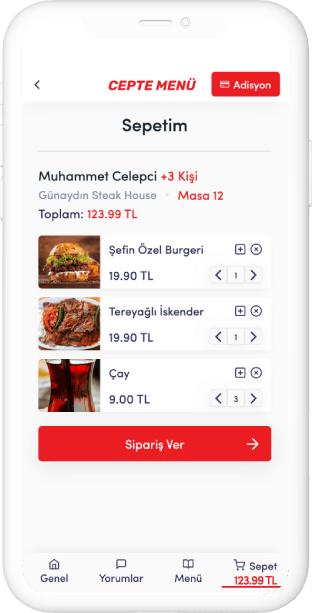 CEPTE MENÜ
Adisyon
Sepetim
Muhammet Celepci +3 Kişi
Günaydın Steak House • Masa 12
Toplam: 123.99 TL
Şefin Özel Burgeri
19.90 TL
1
Tereyağlı İskender
19.90 TL
1
Çay
9.00 TL
3
Sipariş Ver
Genel
Yorumlar
Menü
Sepet
123.99 TL